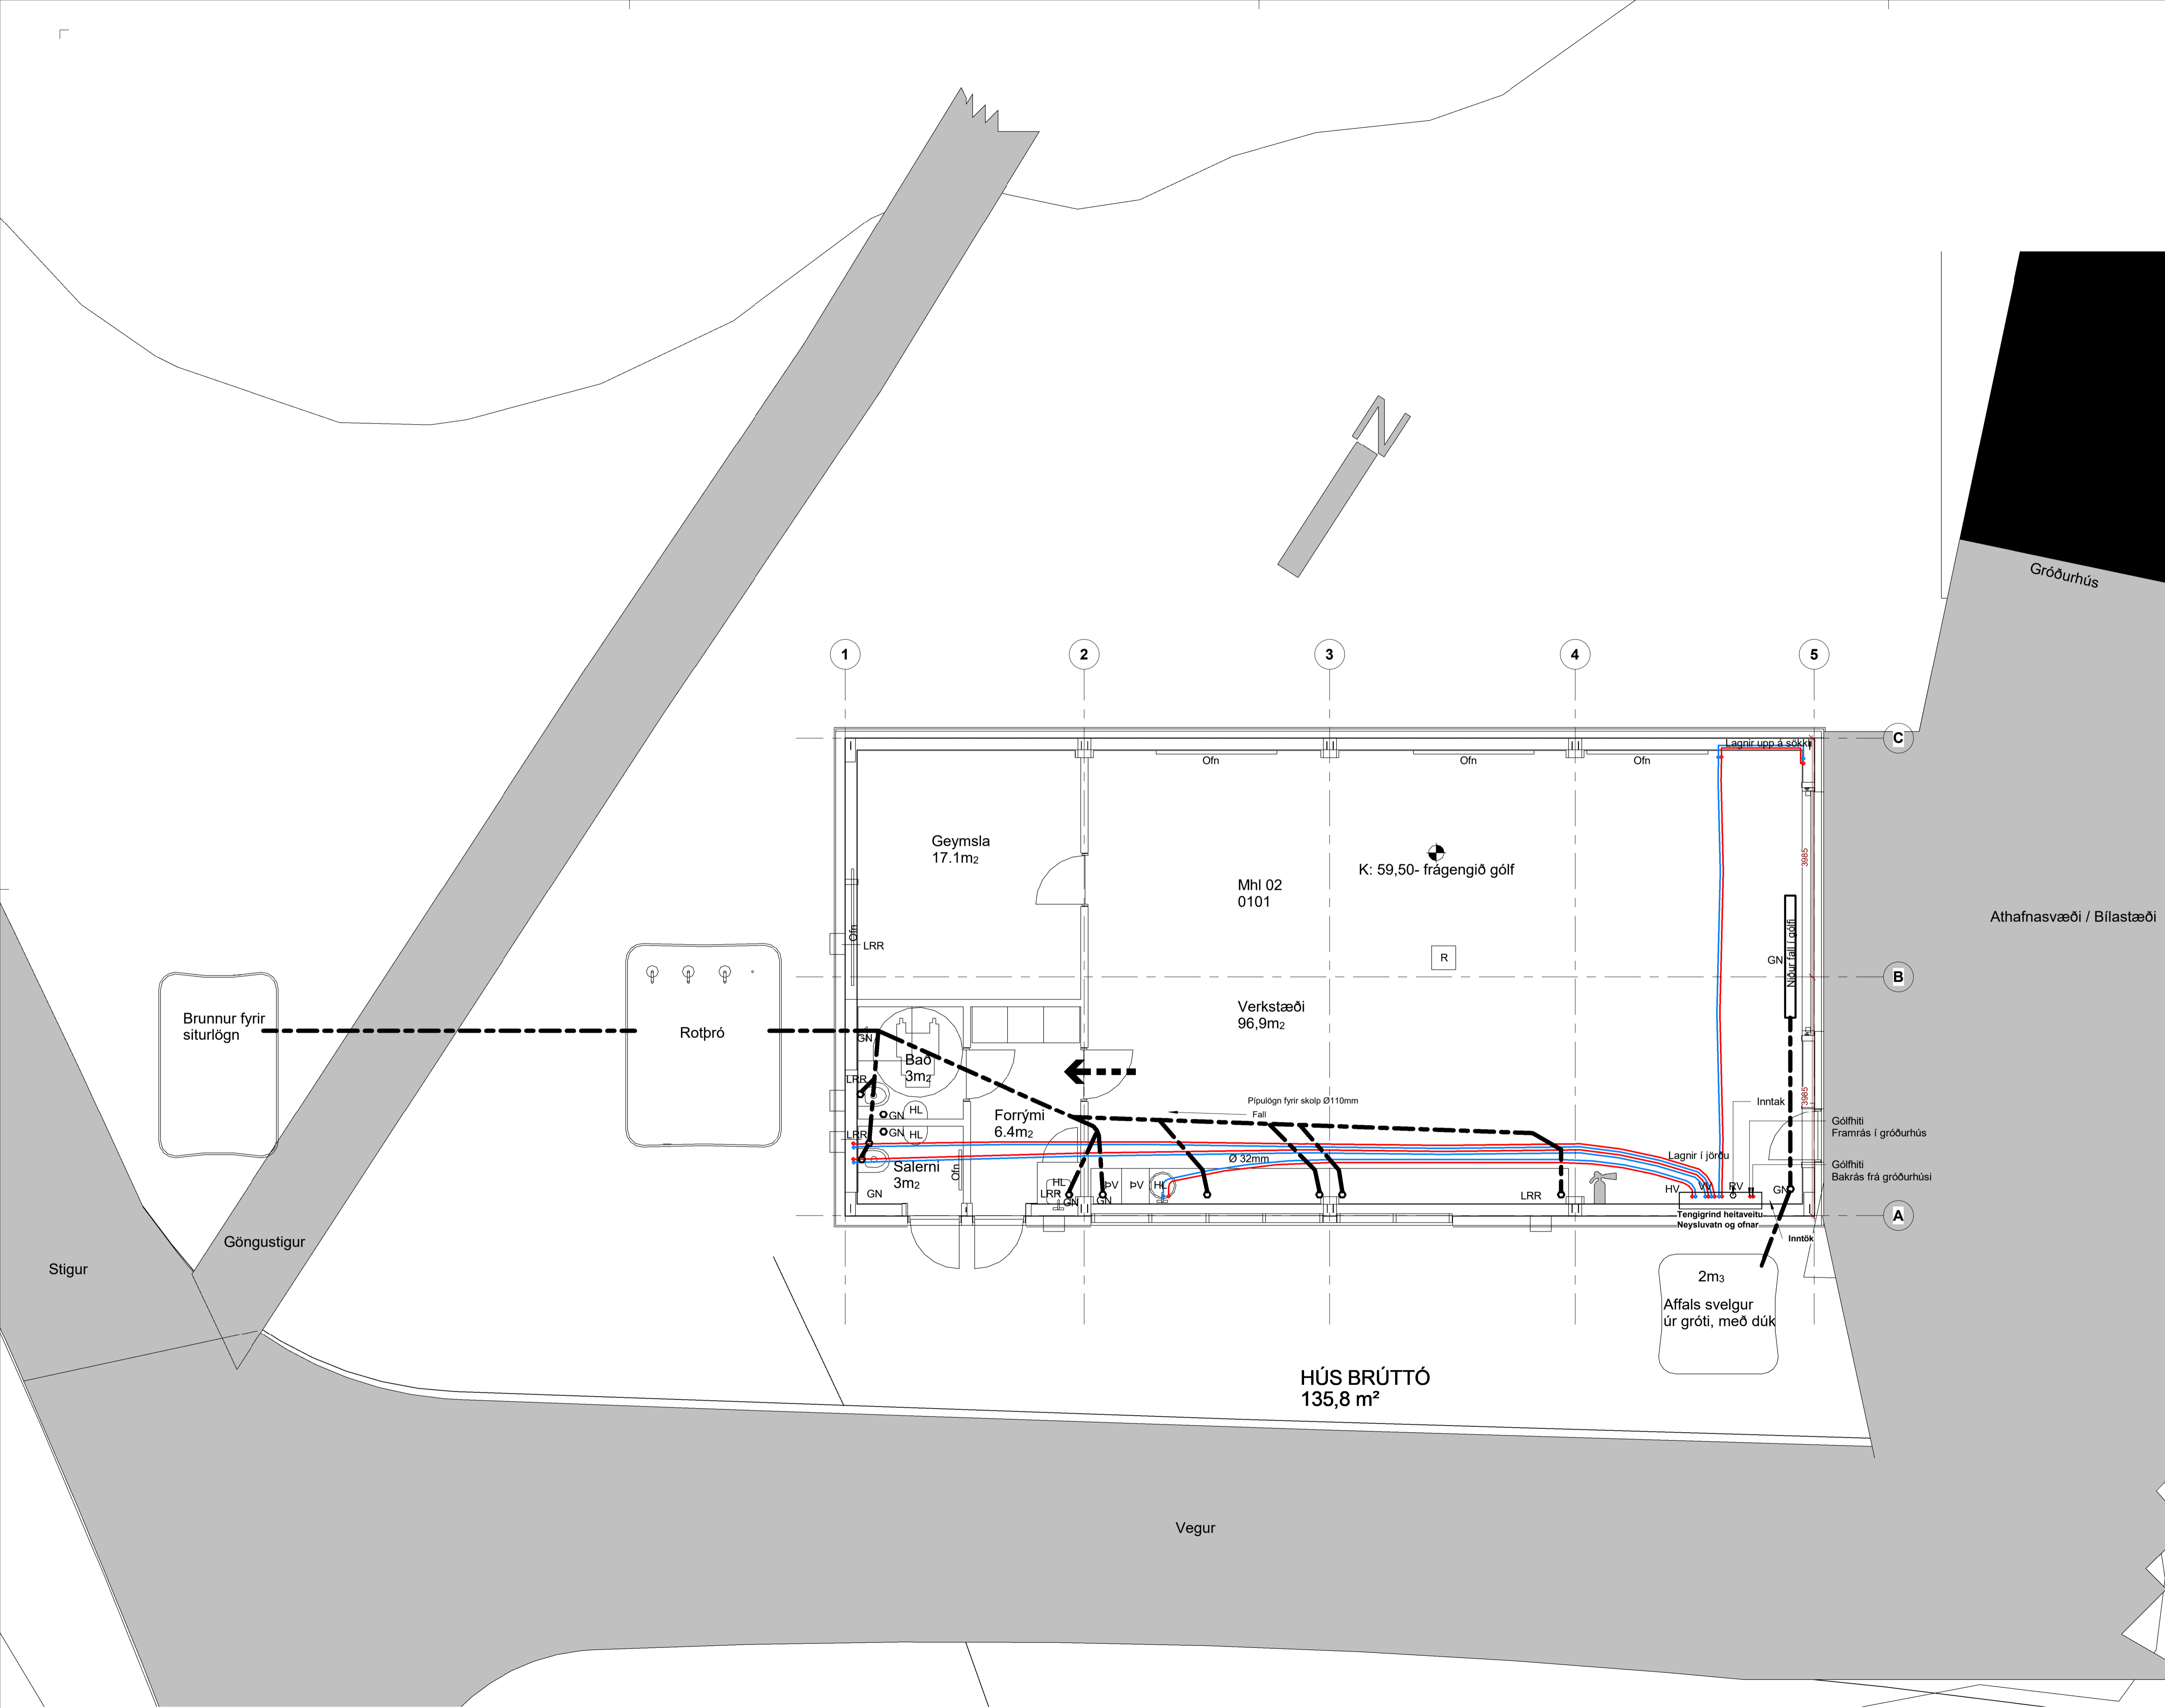 N
Gróðurhús
1
2
3
4
5
C
B
A
Lagnir upp á sökkli
Ofn
Ofn
Ofn
Geymsla
17.1m2
K: 59,50- frágengið gólf
Mhl 02
0101
3985
Athafnasvæði / Bílastæði
Ofn
LRR
R
GN
Niður fall í gólfi
Verkstæði
96,9m2
Brunnur fyrir
siturlögn
Rotþró
GN
Bað
3m2
LRR
GN
HL
Forrými
6.4m2
Pípulögn fyrir skolp Ø110mm
Fall
3985
Inntak
Gólfhiti
Framrás í gróðurhús
LRR
GN
HL
Lagnir í jörðu
Ø 32mm
Gólfhiti
Bakrás frá gróðurhúsi
Salerni
3m2
Ofn
GN
HL
LRR
GN
ÞV
ÞV
HL
GN
LRR
HV
VV
RV
GN
Tengigrind heitaveitu
Neysluvatn og ofnar
Inntök
Göngustigur
Stigur
2m3
Affals svelgur
úr gróti, með dúk
HÚS BRÚTTÓ
135,8 m²
Vegur